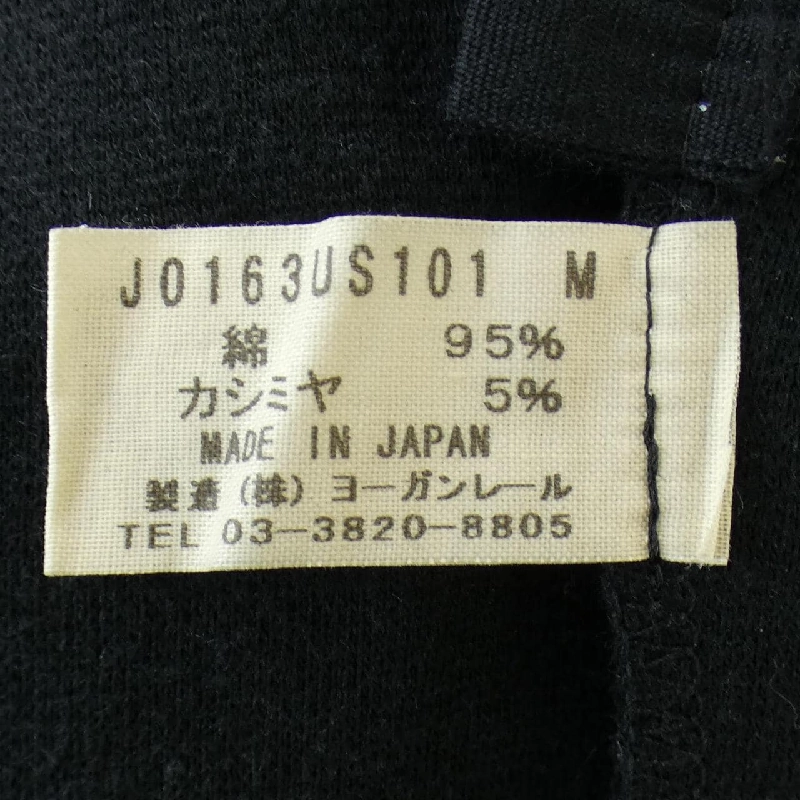 J0163US101 M
綿 95%
カシミヤ 5%
MADE IN JAPAN
製造(株)ヨーガンレール
TEL 03-3820-8805